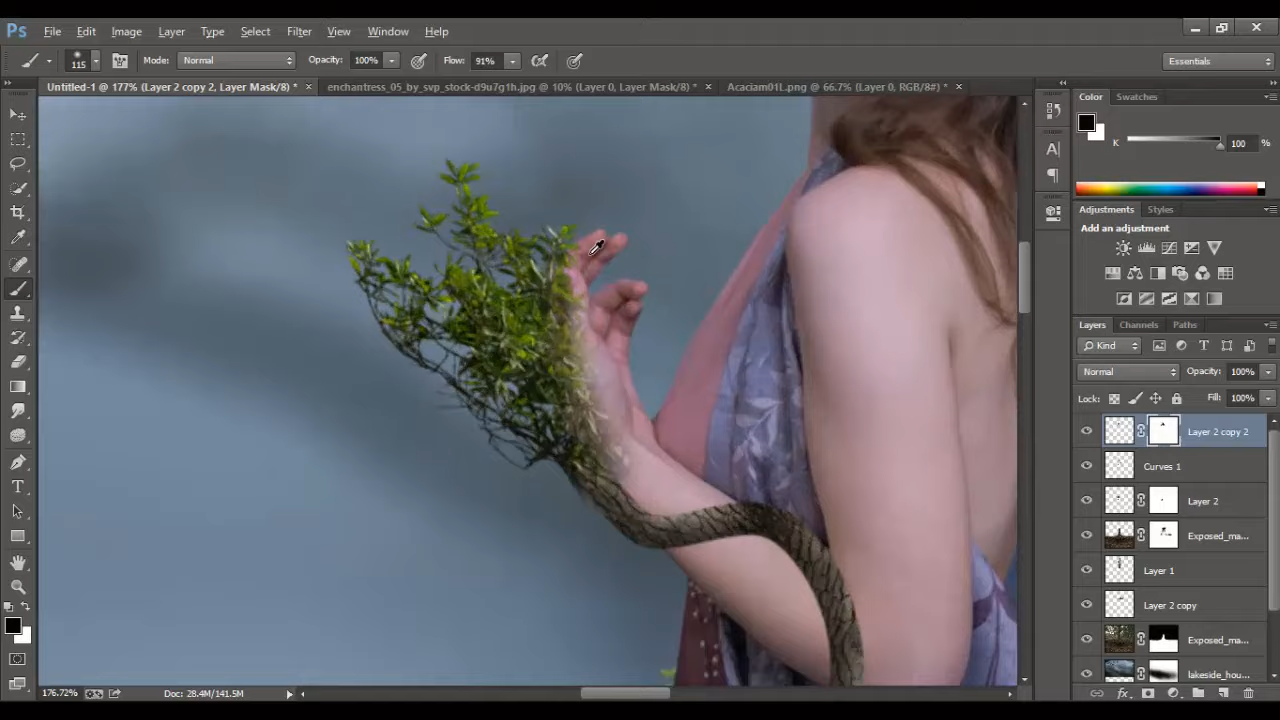 Ps File Edit Image Layer Type Select Filter View Window Help
115 Mode: Normal Opacity: 100% Flow: 91% Essentials
Untitled-1 @ 177% (Layer 2 copy 2, Layer Mask/8) * × enchantress_05_by_svp_stock-d9u7g1h.jpg @ 10% (Layer 0, Layer Mask/8) * × Acaciam01L.png @ 66.7% (Layer 0, RGB/8#) * ×
Color Swatches
K 100 %
Adjustments Styles
Add an adjustment
Layers Channels Paths
Kind
Normal Opacity: 100%
Lock: Fill: 100%
Layer 2 copy 2
Curves 1
Layer 2
Exposed_ma...
Layer 1
Layer 2 copy
Exposed_ma...
lakeside_hou...
176.72% Doc: 28.4M/141.5M